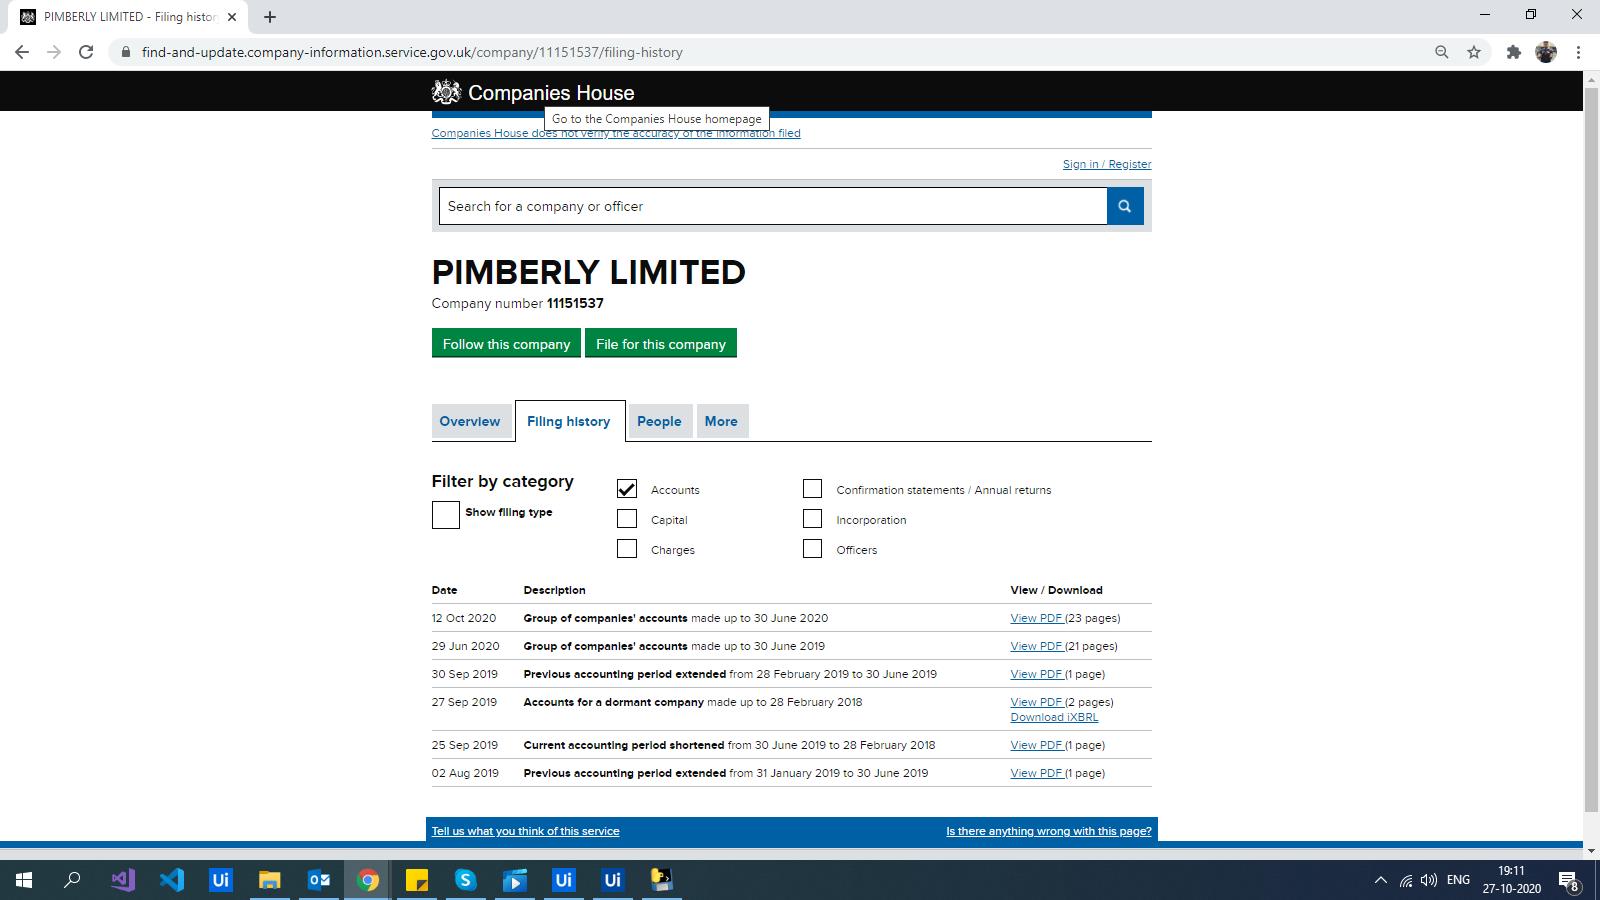 PIMBERLY LIMITED - Filing histor
find-and-update.company-information.service.gov.uk/company/11151537/filing-history
Companies House
Go to the Companies House homepage
Companies House does not verify the accuracy of the information filed
Sign in / Register
Search for a company or officer
PIMBERLY LIMITED
Company number 11151537
Follow this company File for this company
Overview Filing history People More
Filter by category
Show filing type
Accounts Confirmation statements / Annual returns
Capital Incorporation
Charges Officers
Date Description View / Download
12 Oct 2020 Group of companies' accounts made up to 30 June 2020 View PDF (23 pages)
29 Jun 2020 Group of companies' accounts made up to 30 June 2019 View PDF (21 pages)
30 Sep 2019 Previous accounting period extended from 28 February 2019 to 30 June 2019 View PDF (1 page)
27 Sep 2019 Accounts for a dormant company made up to 28 February 2018 View PDF (2 pages)
Download iXBRL
25 Sep 2019 Current accounting period shortened from 30 June 2019 to 28 February 2018 View PDF (1 page)
02 Aug 2019 Previous accounting period extended from 31 January 2019 to 30 June 2019 View PDF (1 page)
Tell us what you think of this service Is there anything wrong with this page?
Ui Ui Ui
ENG
19:11
27-10-2020
8